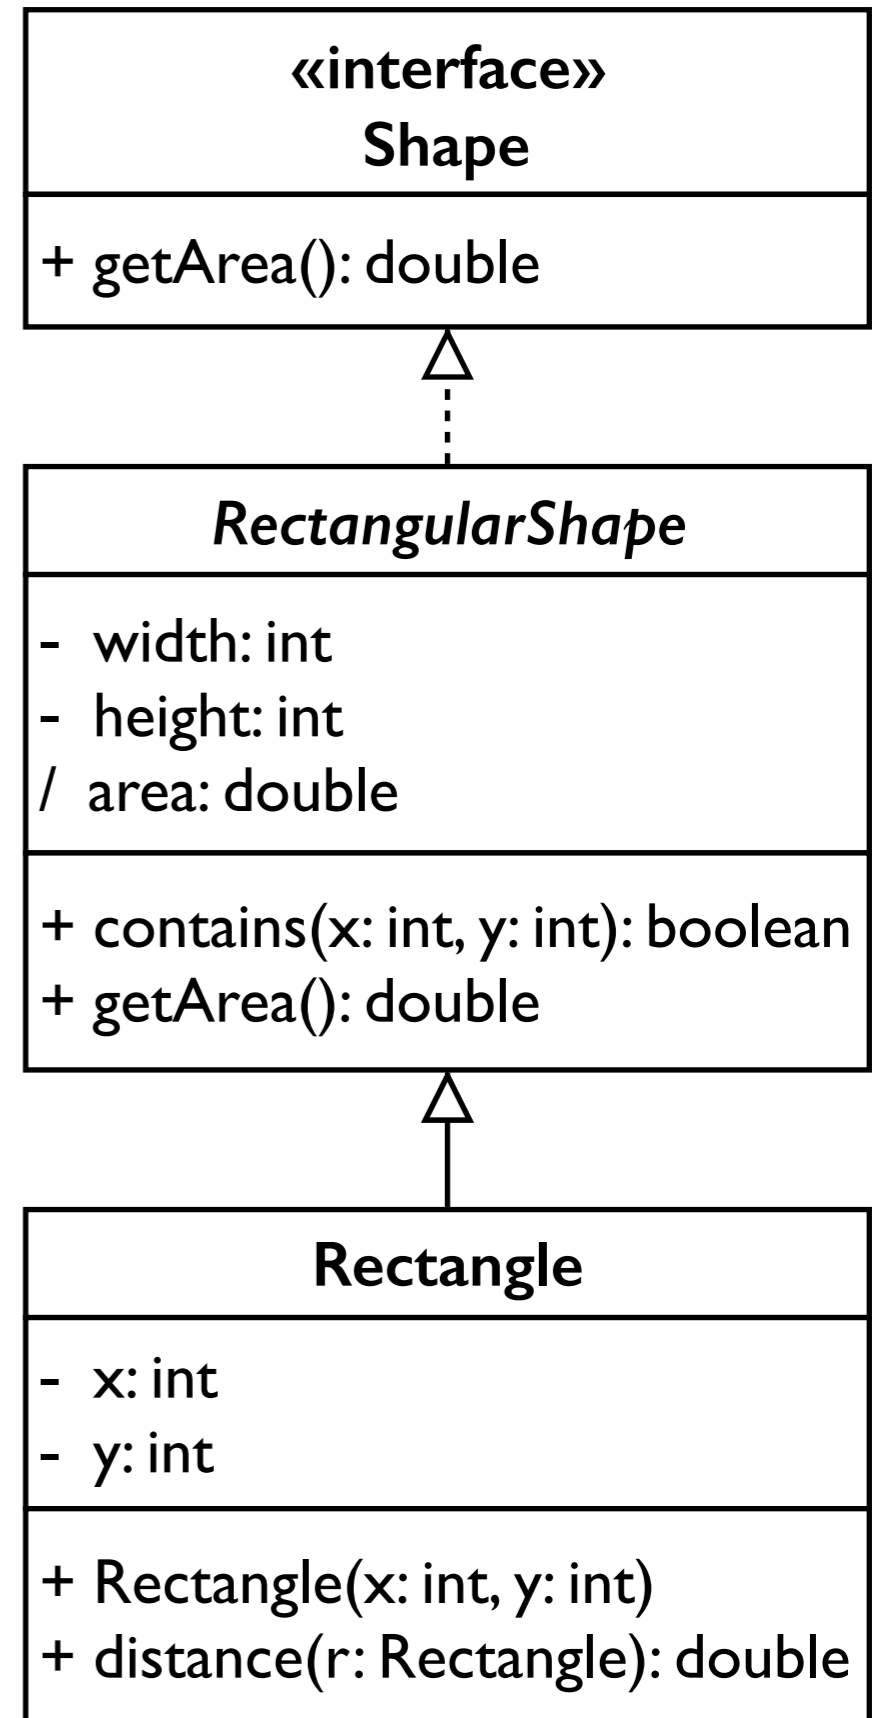 «interface»
Shape
+ getArea(): double
RectangularShape
- width: int
- height: int
/ area: double
+ contains(x: int, y: int): boolean
+ getArea(): double
Rectangle
- x: int
- y: int
+ Rectangle(x: int, y: int)
+ distance(r: Rectangle): double